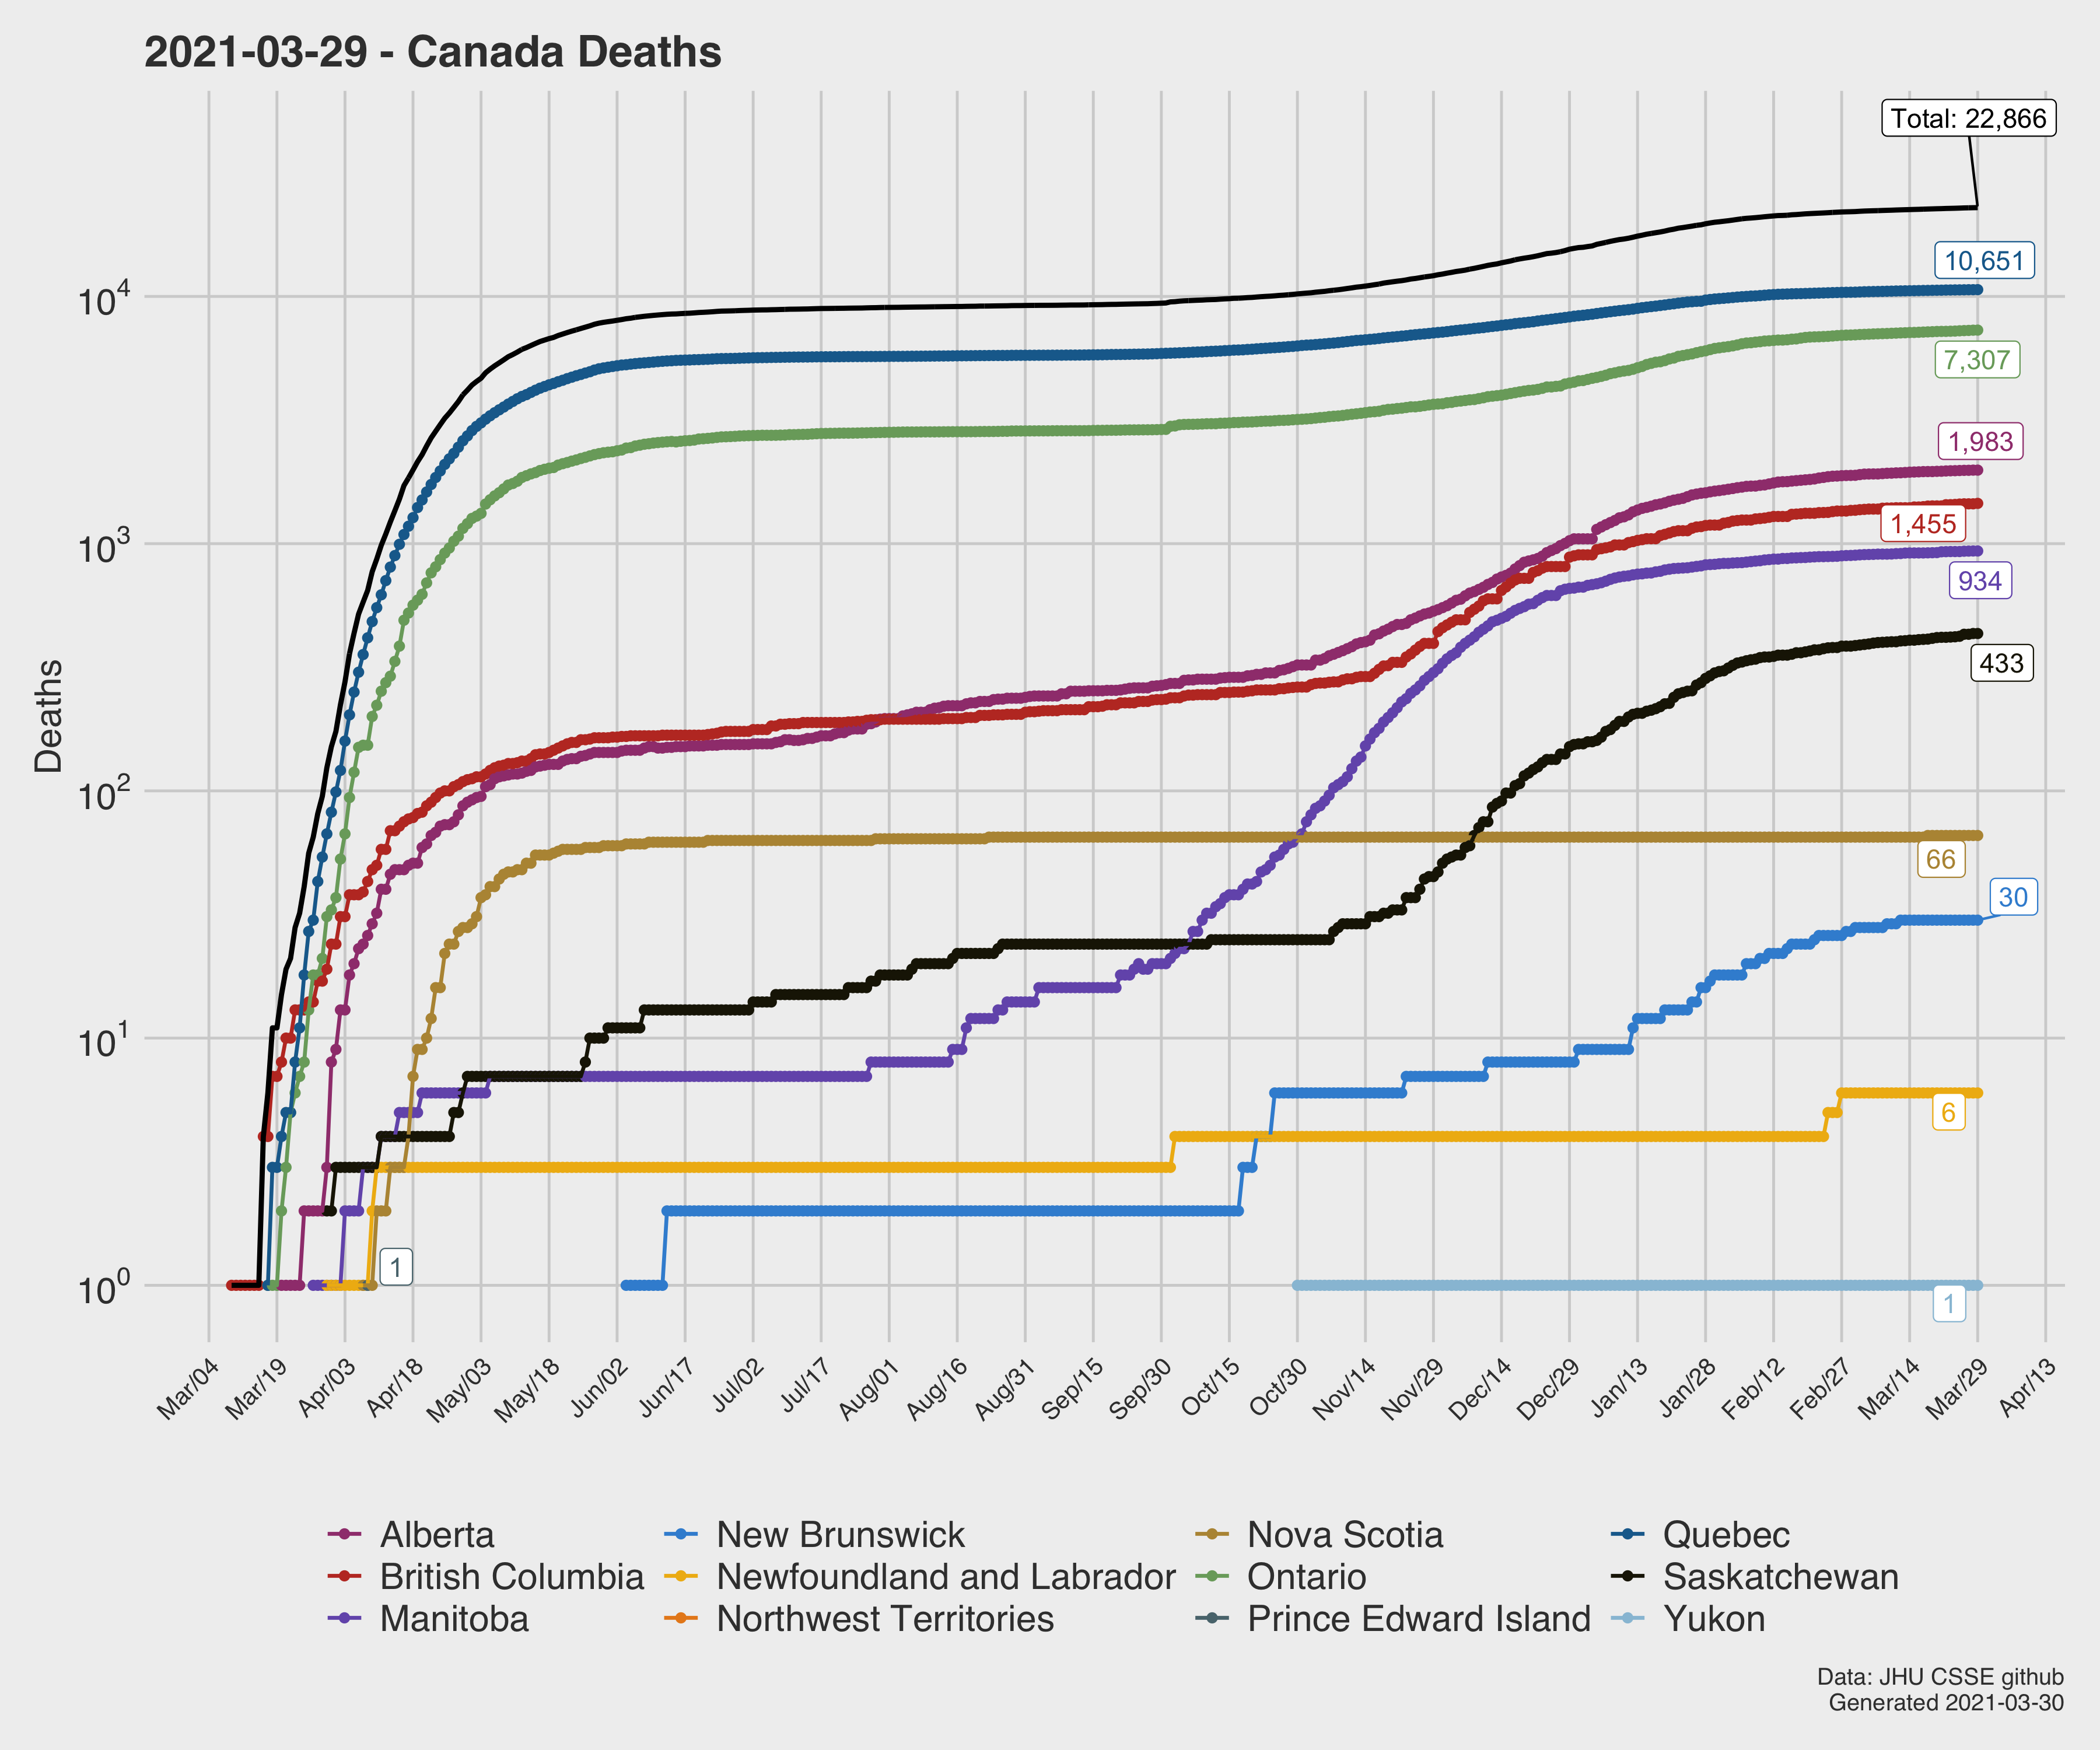 2021-03-29 - Canada Deaths
Total: 22,866
10,651
7,307
1,983
1,455
934
433
66
30
6
1
1
Deaths
10^4
10^3
10^2
10^1
10^0
Mar/04 Mar/19 Apr/03 Apr/18 May/03 May/18 Jun/02 Jun/17 Jul/02 Jul/17 Aug/01 Aug/16 Aug/31 Sep/15 Sep/30 Oct/15 Oct/30 Nov/14 Nov/29 Dec/14 Dec/29 Jan/13 Jan/28 Feb/12 Feb/27 Mar/14 Mar/29 Apr/13
Alberta New Brunswick Nova Scotia Quebec
British Columbia Newfoundland and Labrador Ontario Saskatchewan
Manitoba Northwest Territories Prince Edward Island Yukon
Data: JHU CSSE github
Generated 2021-03-30